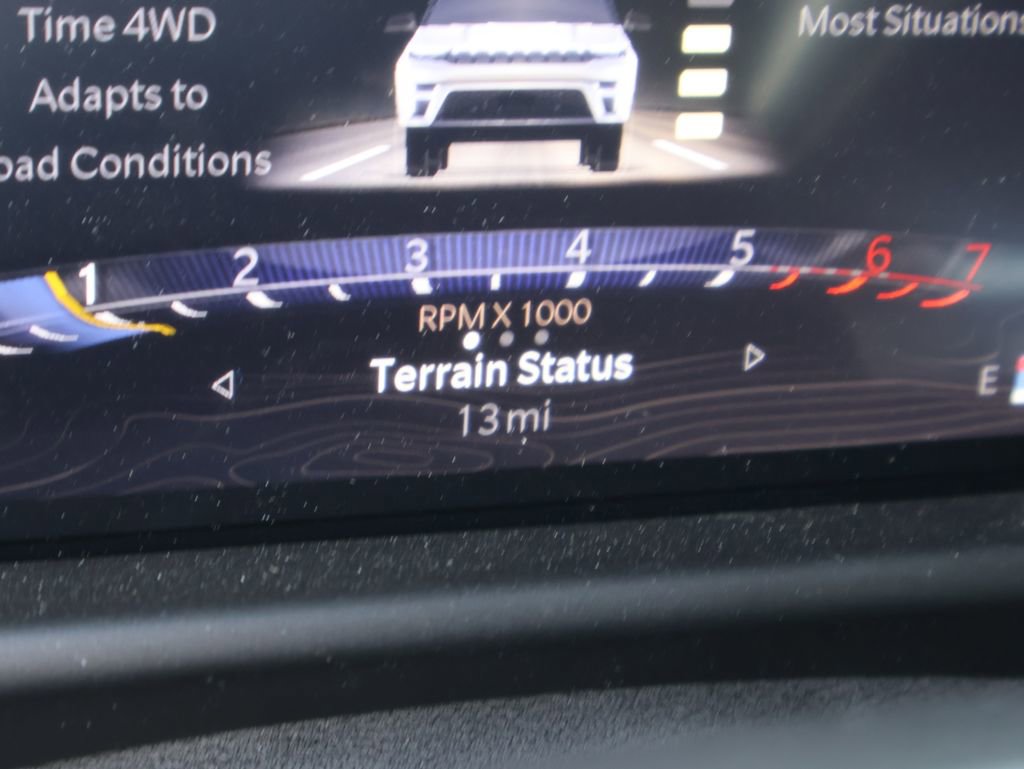 Time 4WD
Adapts to
oad Conditions
Most Situations
1 2 3 4 5 6 7
RPM X 1000
Terrain Status
13 mi
E